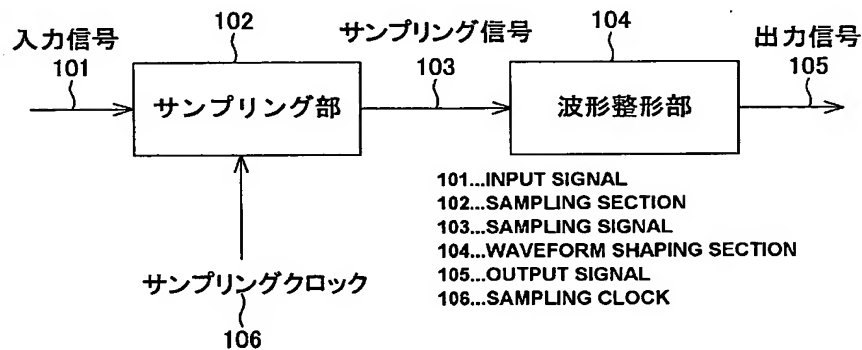 102
サンプリング信号
104
入力信号
101
103
出力信号
105
サンプリング部
波形整形部
101...INPUT SIGNAL
102...SAMPLING SECTION
103...SAMPLING SIGNAL
104...WAVEFORM SHAPING SECTION
105...OUTPUT SIGNAL
106...SAMPLING CLOCK
サンプリングクロック
106